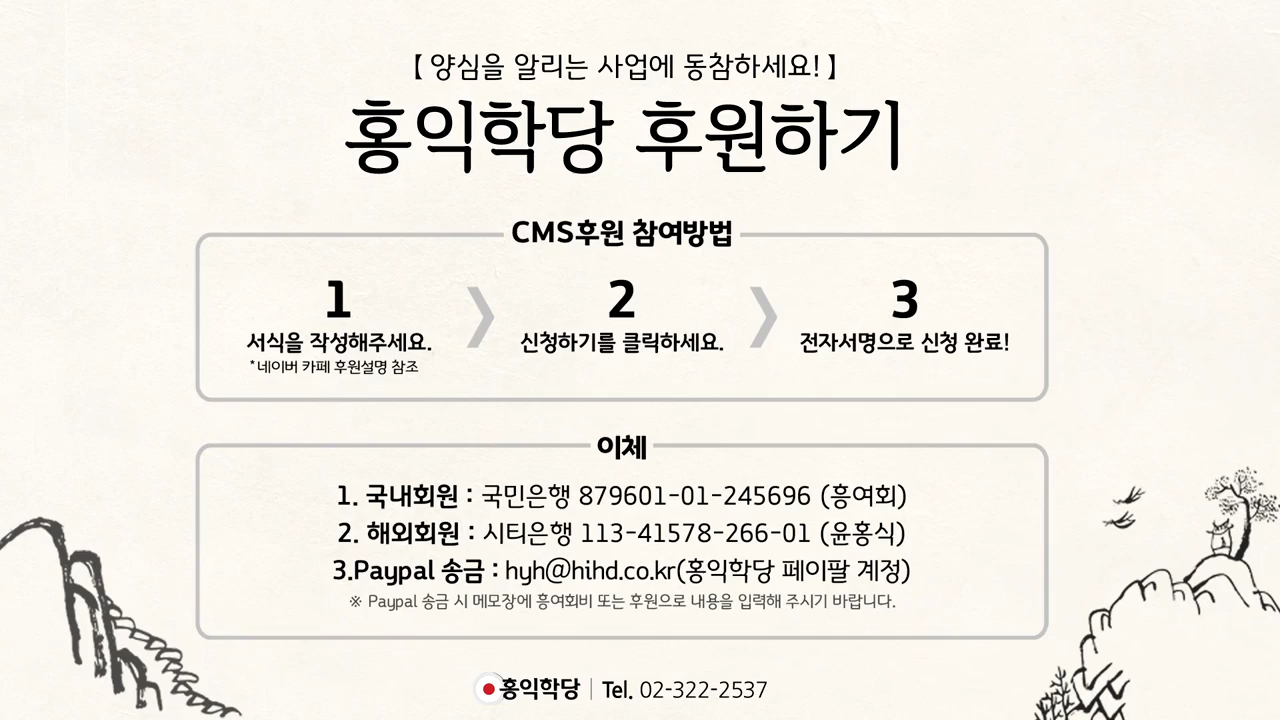 【 양심을 알리는 사업에 동참하세요! 】
홍익학당 후원하기
CMS후원 참여방법
1
서식을 작성해주세요.
*네이버 카페 후원설명 참조
2
신청하기를 클릭하세요.
3
전자서명으로 신청 완료!
이체
1. 국내회원 : 국민은행 879601-01-245696 (흥여회)
2. 해외회원 : 시티은행 113-41578-266-01 (윤홍식)
3.Paypal 송금 : hyh@hihd.co.kr(홍익학당 페이팔 계정)
※ Paypal 송금 시 메모장에 흥여회비 또는 후원으로 내용을 입력해 주시기 바랍니다.
홍익학당 | Tel. 02-322-2537